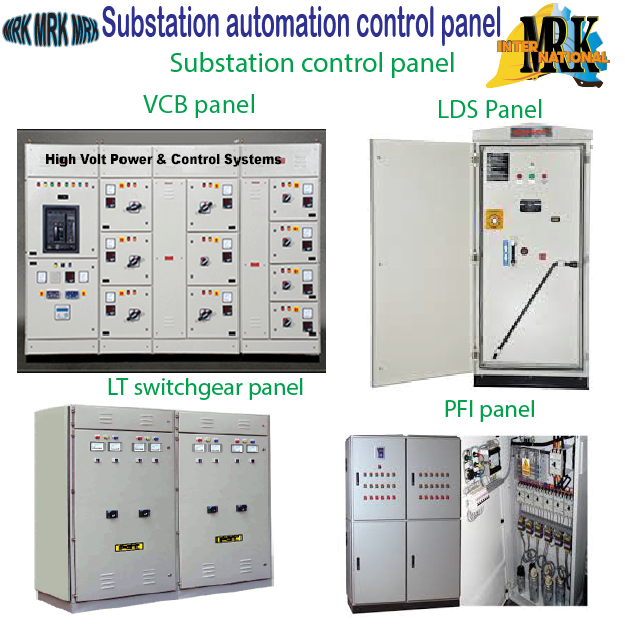 MRK MRK MRK Substation automation control panel
MRK
INTER NATIONAL
Substation control panel
VCB panel
LDS Panel
High Volt Power & Control Systems
LT switchgear panel
PFI panel